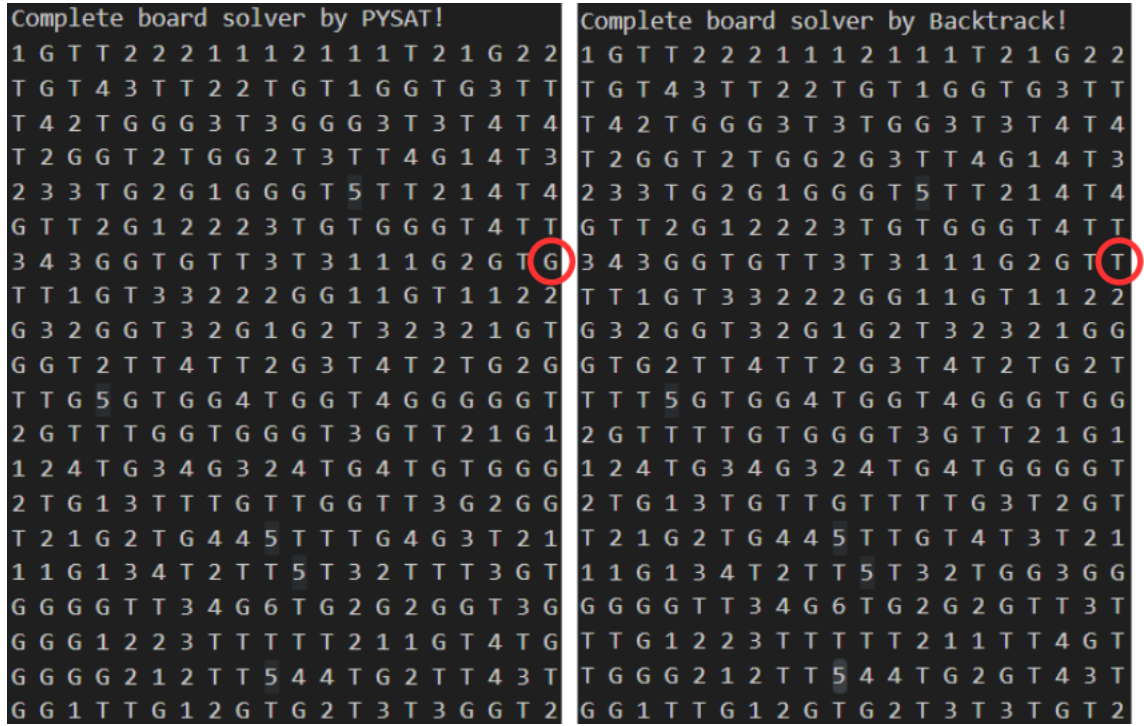 Complete board solver by PYSAT!
1 G T T 2 2 2 1 1 1 2 1 1 1 T 2 1 G 2 2
T G T 4 3 T T 2 2 T G T 1 G G T G 3 T T
T 4 2 T G G G 3 T 3 G G G 3 T 3 T 4 T 4
T 2 G G T 2 T G G 2 T 3 T T 4 G 1 4 T 3
2 3 3 T G 2 G 1 G G G T 5 T T 2 1 4 T 4
G T T 2 G 1 2 2 2 3 T G T G G G T 4 T T
3 4 3 G G T G T T 3 T 3 1 1 1 G 2 G T G
T T 1 G T 3 3 2 2 2 G G 1 1 G T 1 1 2 2
G 3 2 G G T 3 2 G 1 G 2 T 3 2 3 2 1 G T
G G T 2 T T 4 T T 2 G 3 T 4 T 2 T G 2 G
T T G 5 G T G G 4 T G G T 4 G G G G G T
2 G T T T G G T G G G T 3 G T T 2 1 G 1
1 2 4 T G 3 4 G 3 2 4 T G 4 T G T G G G
2 T G 1 3 T T T G T T G G T T 3 G 2 G G
T 2 1 G 2 T G 4 4 5 T T T G 4 G 3 T 2 1
1 1 G 1 3 4 T 2 T T 5 T 3 2 T T T 3 G T
G G G G T T 3 4 G 6 T G 2 G 2 G G T 3 G
G G G 1 2 2 3 T T T T T 2 1 1 G T 4 T G
G G G G 2 1 2 T T 5 4 4 T G 2 T T 4 3 T
G G 1 T T G 1 2 G T G 2 T 3 T 3 G G T 2
Complete board solver by Backtrack!
1 G T T 2 2 2 1 1 1 2 1 1 1 T 2 1 G 2 2
T G T 4 3 T T 2 2 T G T 1 G G T G 3 T T
T 4 2 T G G G 3 T 3 T G G 3 T 3 T 4 T 4
T 2 G G T 2 T G G 2 G 3 T T 4 G 1 4 T 3
2 3 3 T G 2 G 1 G G G T 5 T T 2 1 4 T 4
G T T 2 G 1 2 2 2 3 T G T G G G T 4 T T
3 4 3 G G T G T T 3 T 3 1 1 1 G 2 G T T
T T 1 G T 3 3 2 2 2 G G 1 1 G T 1 1 2 2
G 3 2 G G T 3 2 G 1 G 2 T 3 2 3 2 1 G G
G T G 2 T T 4 T T 2 G 3 T 4 T 2 T G 2 T
T T T 5 G T G G 4 T G G T 4 G G G T G G
2 G T T T T G T G G G T 3 G T T 2 1 G 1
1 2 4 T G 3 4 G 3 2 4 T G 4 T G G G G T
2 T G 1 3 T G T T G T T T T G 3 T 2 G T
T 2 1 G 2 T G 4 4 5 T T G T 4 T 3 T 2 1
1 1 G 1 3 4 T 2 T T 5 T 3 2 T G G 3 G G
G G G G T T 3 4 G 6 T G 2 G 2 G T T 3 T
T T G 1 2 2 3 T T T T T 2 1 1 T T 4 G T
T G G G 2 1 2 T T 5 4 4 T G 2 G T 4 3 T
G G 1 T T G 1 2 G T G 2 T 3 T 3 T G T 2